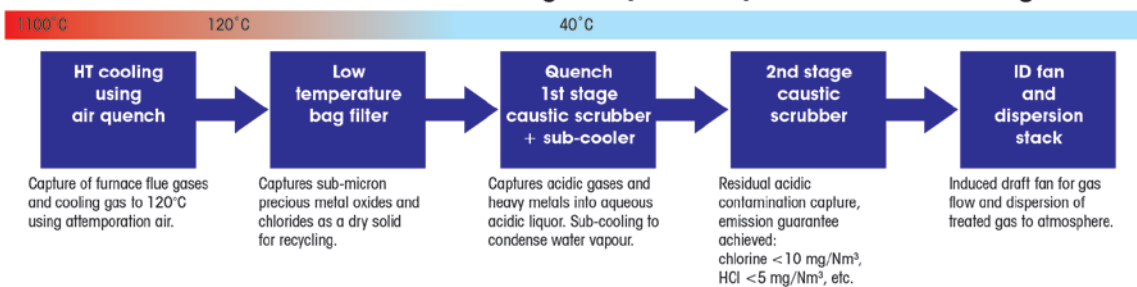 1100°C
120°C
40°C
HT cooling
using
air quench
Low
temperature
bag filter
Quench
1st stage
caustic scrubber
+ sub-cooler
2nd stage
caustic
scrubber
ID fan
and
dispersion
stack
Capture of furnace flue gases
and cooling gas to 120°C
using attemporation air.
Captures sub-micron
precious metal oxides and
chlorides as a dry solid
for recycling.
Captures acidic gases and
heavy metals into aqueous
acidic liquor. Sub-cooling to
condense water vapour.
Residual acidic
contamination capture,
emission guarantee
achieved:
chlorine <10 mg/Nm³,
HCl <5 mg/Nm³, etc.
Induced draft fan for gas
flow and dispersion of
treated gas to atmosphere.